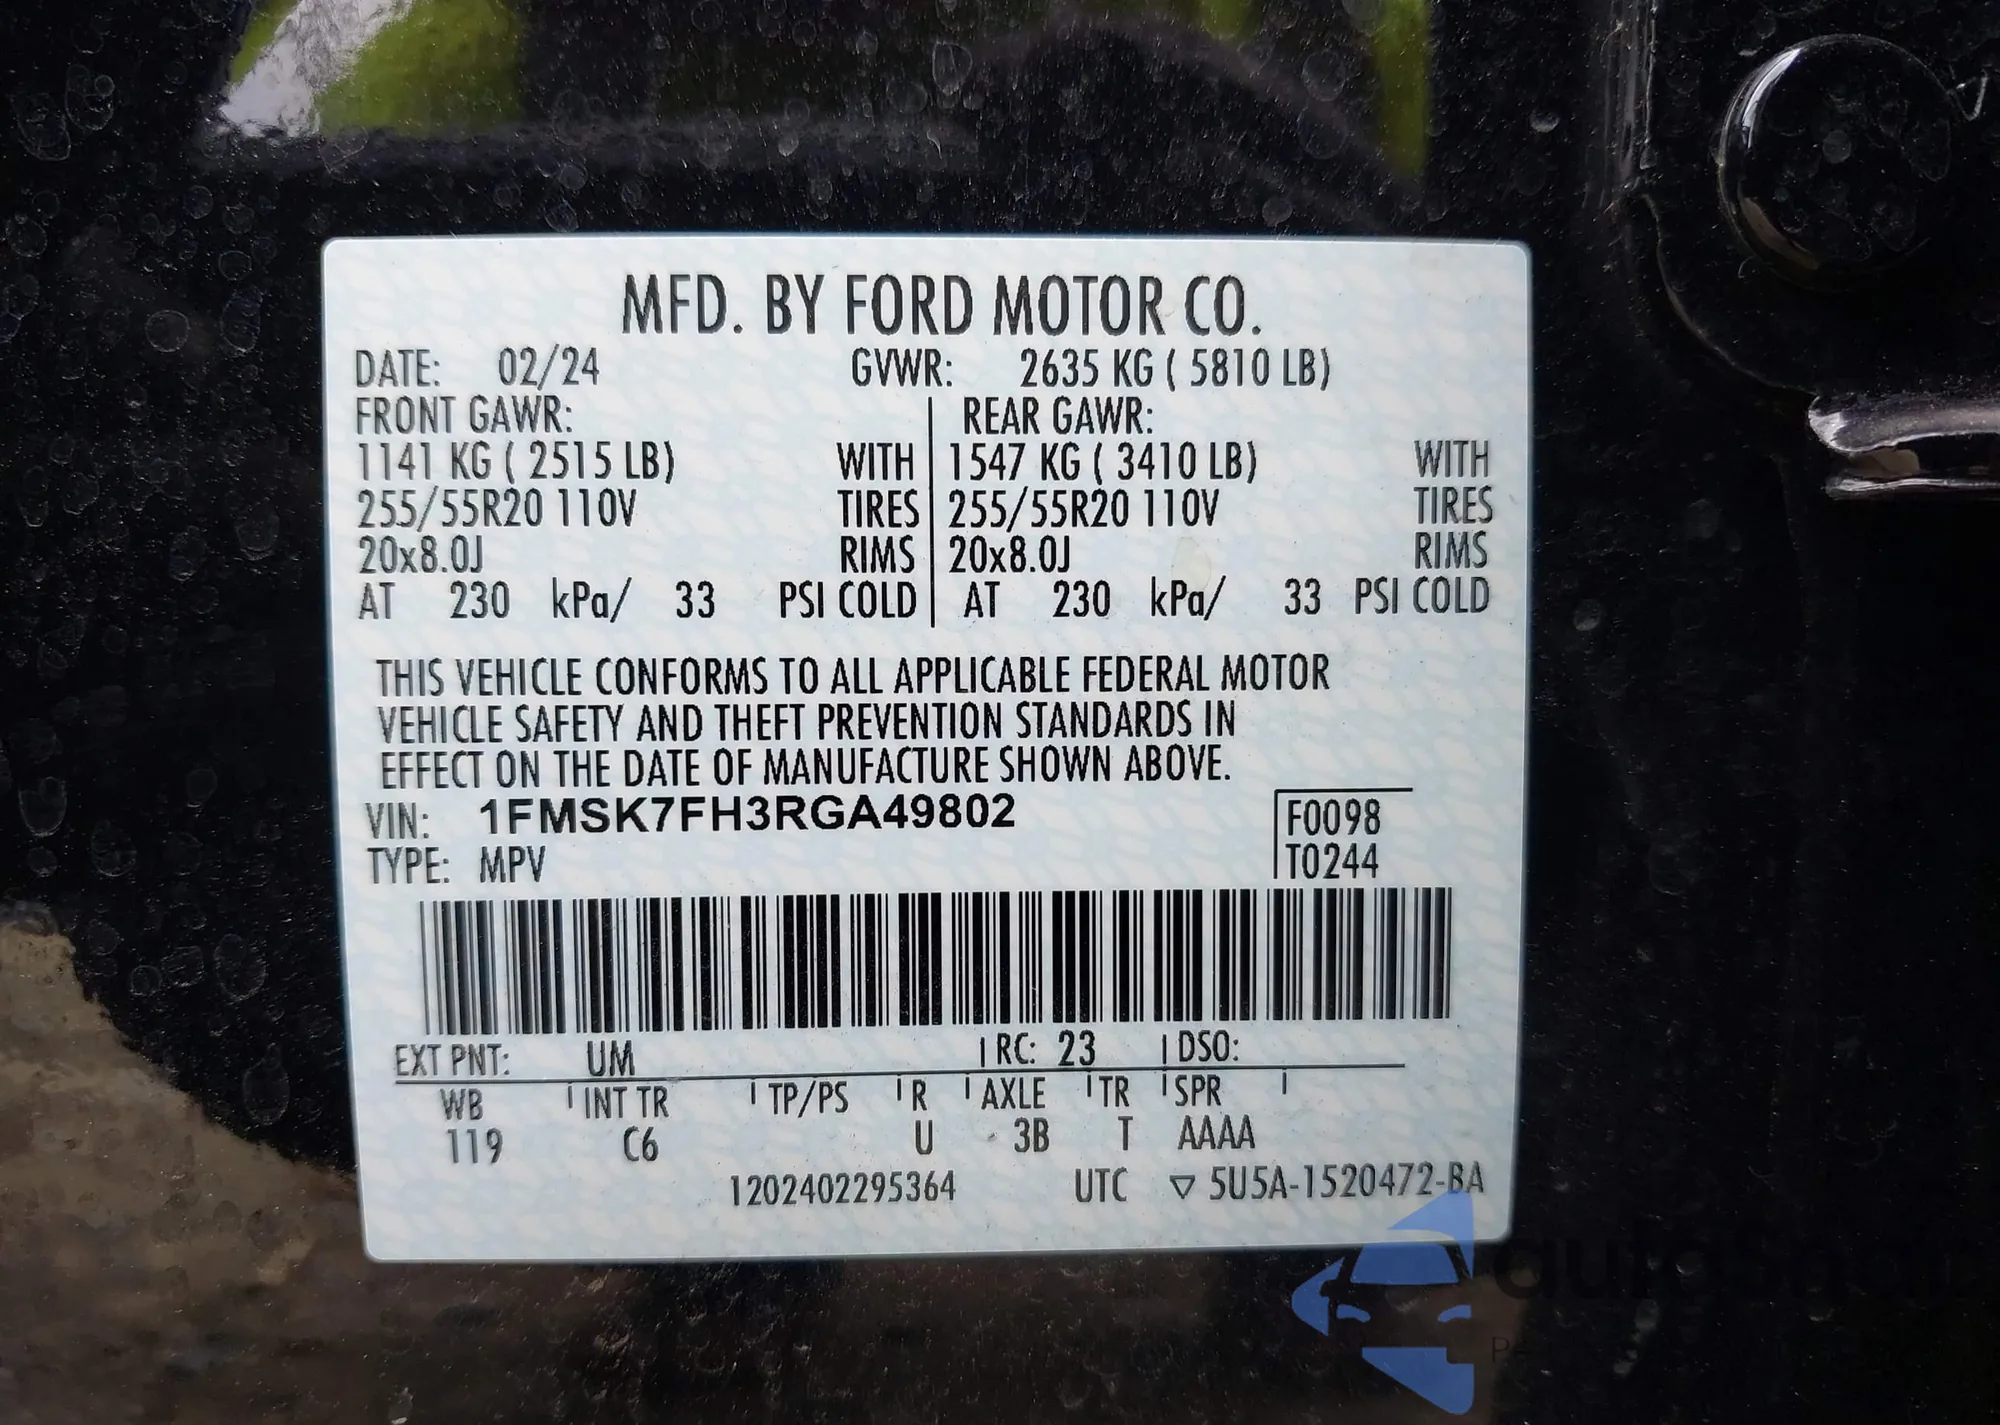 MFD. BY FORD MOTOR CO.
DATE: 02/24 GVWR: 2635 KG ( 5810 LB)
FRONT GAWR: REAR GAWR:
1141 KG ( 2515 LB) WITH 1547 KG ( 3410 LB) WITH
255/55R20 110V TIRES 255/55R20 110V TIRES
20x8.0J RIMS 20x8.0J RIMS
AT 230 kPa/ 33 PSI COLD AT 230 kPa/ 33 PSI COLD
THIS VEHICLE CONFORMS TO ALL APPLICABLE FEDERAL MOTOR
VEHICLE SAFETY AND THEFT PREVENTION STANDARDS IN
EFFECT ON THE DATE OF MANUFACTURE SHOWN ABOVE.
VIN: 1FMSK7FH3RGA49802 F0098
TYPE: MPV T0244
EXT PNT: UM RC: 23 DSO:
WB INT TR TP/PS R AXLE TR SPR
119 C6 U 3B T AAAA
1202402295364 UTC ▽ 5U5A-1520472-BA